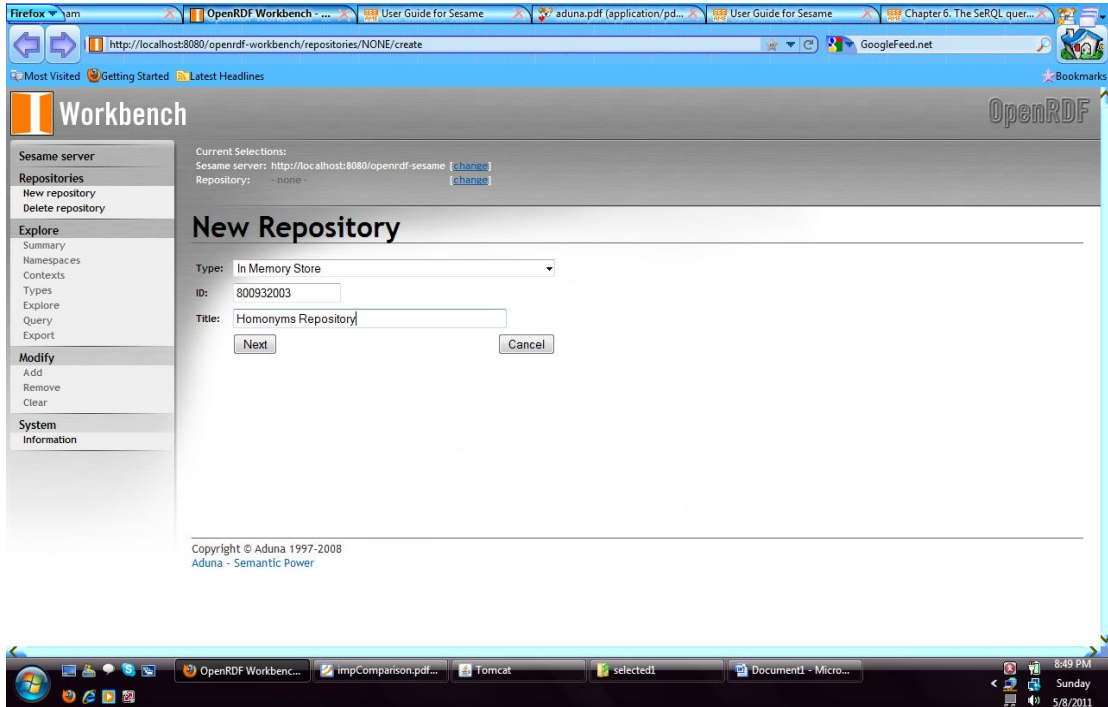 Firefox am
OpenRDF Workbench - ...
User Guide for Sesame
aduna.pdf (application/pd...
User Guide for Sesame
Chapter 6. The SeRQL quer...
http://localhost:8080/openrdf-workbench/repositories/NONE/create
GoogleFeed.net
Most Visited Getting Started Latest Headlines
Bookmarks
Workbench
OpenRDF
Sesame server
Repositories
New repository
Delete repository
Explore
Summary
Namespaces
Contexts
Types
Explore
Query
Export
Modify
Add
Remove
Clear
System
Information
Current Selections:
Sesame server: http://localhost:8080/openrdf-sesame [change]
Repository: - none - [change]
New Repository
Type: In Memory Store
ID: 800932003
Title: Homonyms Repository
Next Cancel
Copyright © Aduna 1997-2008
Aduna - Semantic Power
OpenRDF Workbenc...
impComparison.pdf...
Tomcat
selected1
Document1 - Micro...
8:49 PM
Sunday
5/8/2011